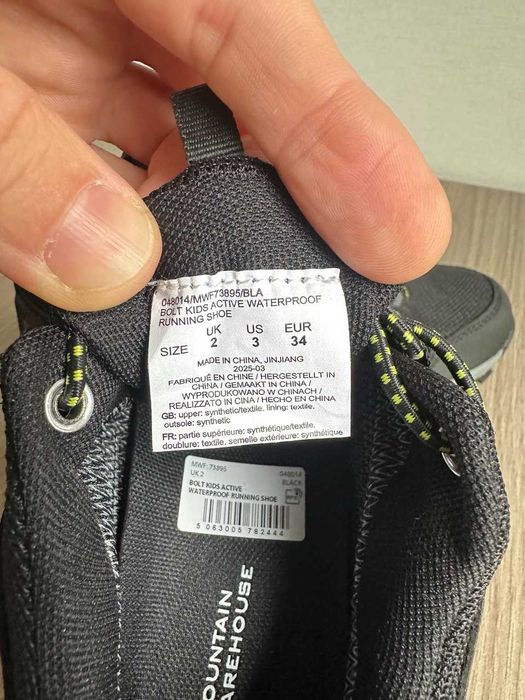 048014/MWF73895/BLA
BOLT KIDS ACTIVE WATERPROOF
RUNNING SHOE
UK US EUR
SIZE 2 3 34
MADE IN CHINA, JINJIANG
2025-03
FABRIQUÉ EN CHINE / HERGESTELLT IN
CHINA / GEMAAKT IN CHINA /
WYPRODUKOWANO W CHINACH /
REALIZZATO IN CINA / HECHO EN CHINA
GB: upper: synthetic/textile. lining: textile.
outsole: synthetic
FR: partie supérieure: synthétique/textile.
doublure: textile. semelle extérieure: synthétique
MWF: 73895 048014
UK 2 BLACK
BOLT KIDS ACTIVE
WATERPROOF RUNNING SHOE
5 063005 782444
OUNTAIN
AREHOUSE